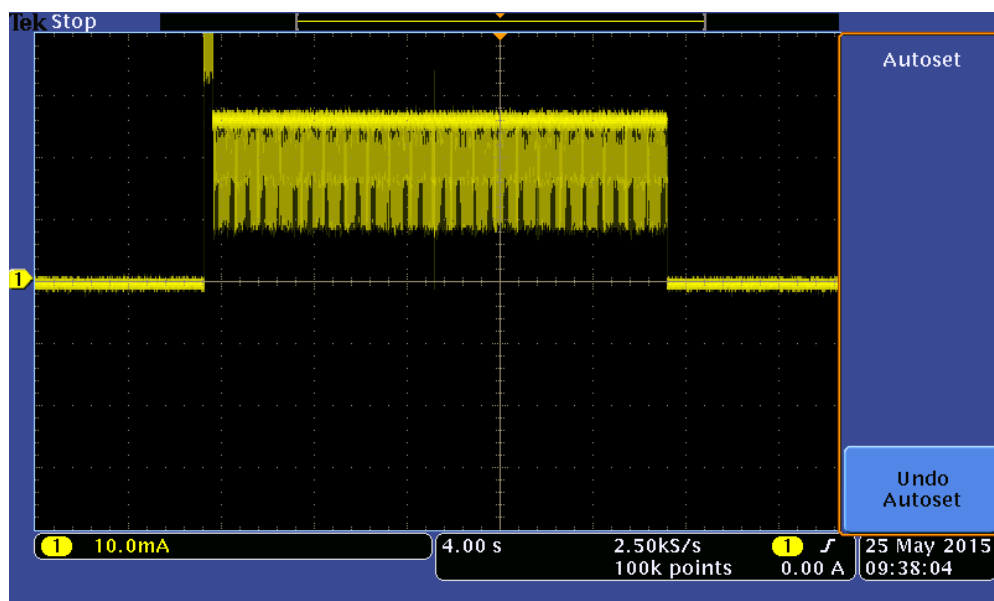 Tek Stop
Autoset
1
Undo
Autoset
1 10.0mA
4.00 s 2.50kS/s 1
100k points 0.00 A
25 May 2015
09:38:04